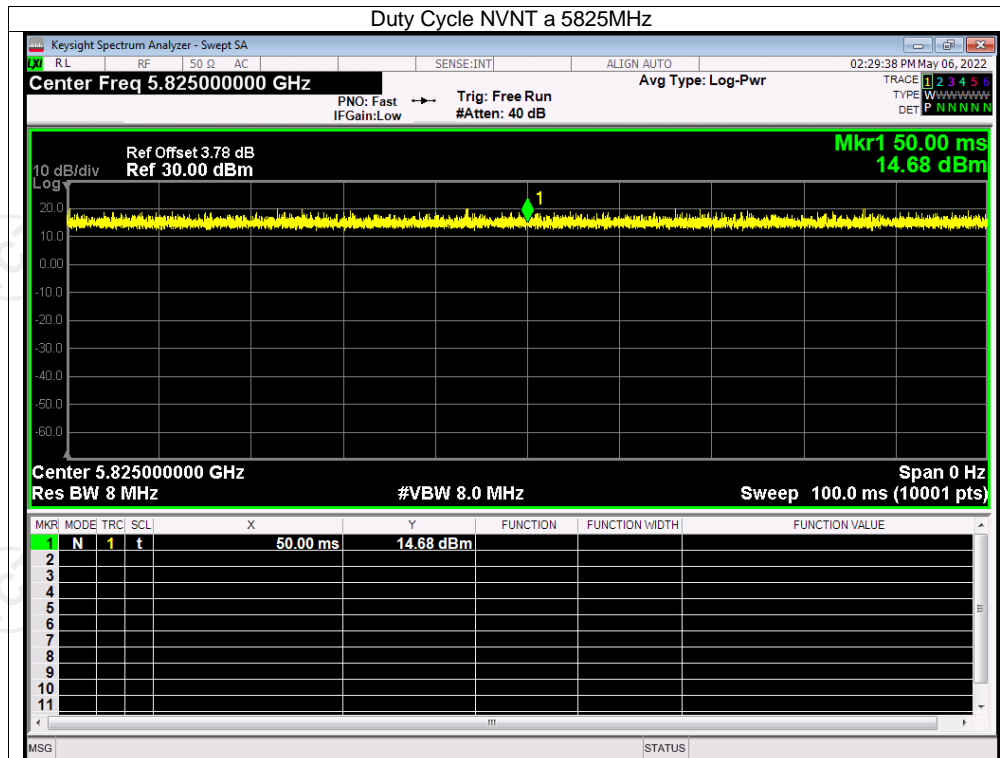 Duty Cycle NVNT a 5825MHz
Keysight Spectrum Analyzer - Swept SA
LXI RL RF 50 Ω AC SENSE:INT ALIGN AUTO 02:29:38 PM May 06, 2022
Center Freq 5.825000000 GHz Avg Type: Log-Pwr TRACE 1 2 3 4 5 6
PNO: Fast Trig: Free Run TYPE WWWWWW
IFGain:Low #Atten: 40 dB DET P N N N N N
Mkr1 50.00 ms
Ref Offset 3.78 dB
10 dB/div Ref 30.00 dBm 14.68 dBm
Log
1
20.0
10.0
0.00
-10.0
-20.0
-30.0
-40.0
-50.0
-60.0
Center 5.825000000 GHz Span 0 Hz
Res BW 8 MHz #VBW 8.0 MHz Sweep 100.0 ms (10001 pts)
MKR MODE TRC SCL X Y FUNCTION FUNCTION WIDTH FUNCTION VALUE
1 N 1 t 50.00 ms 14.68 dBm
2
3
4
5
6
7
8
9
10
11
MSG STATUS